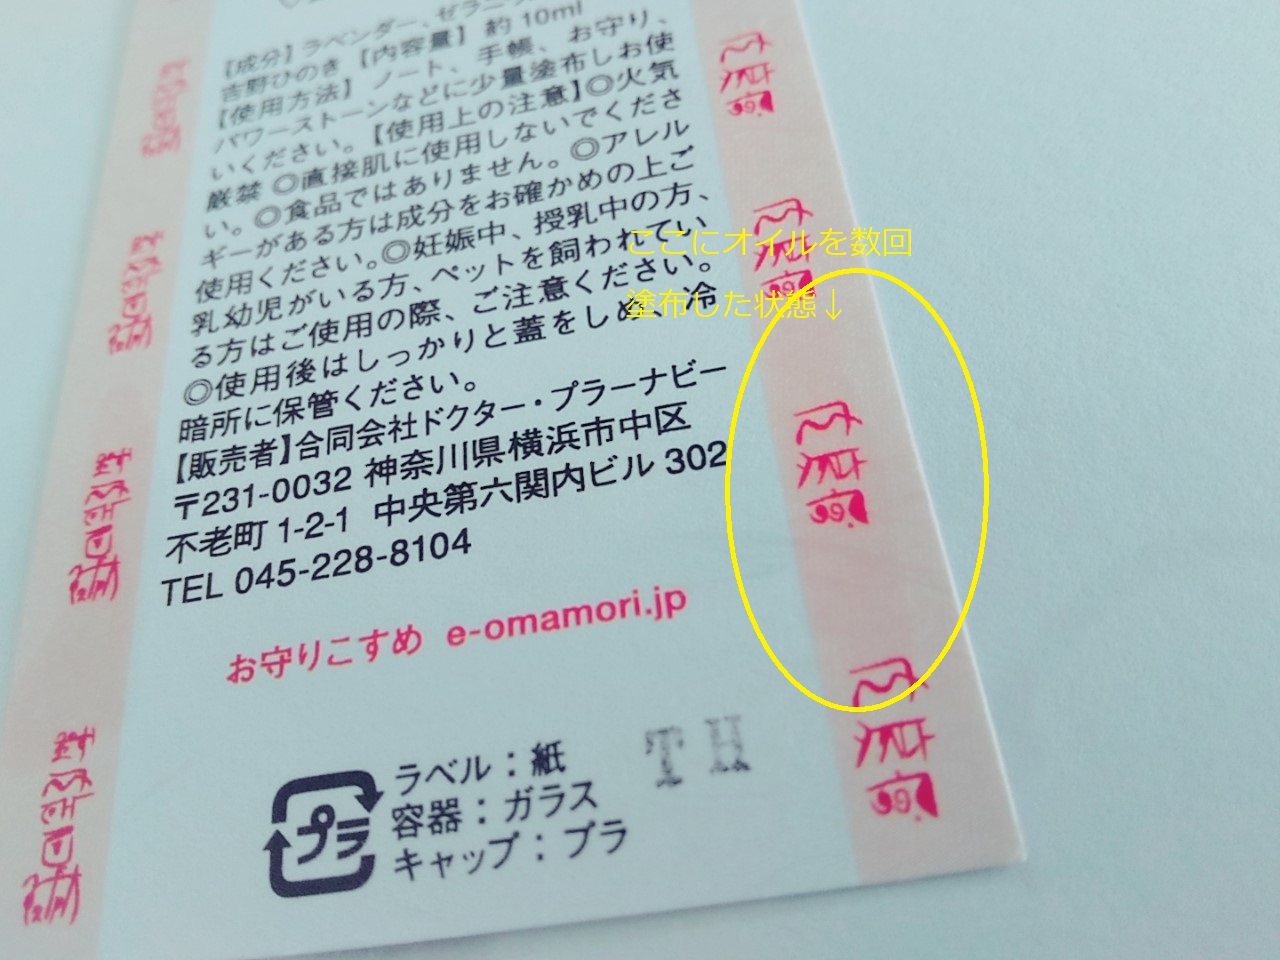 【成分】ラベンダー、ゼラニウ
吉野ひのき【内容量】約10ml
【使用方法】ノート、手帳、お守り、
パワーストーンなどに少量塗布しお使
いください。【使用上の注意】◎火気
厳禁 ◎直接肌に使用しないでくださ
い。◎食品ではありません。◎アレル
ギーがある方は成分をお確かめの上ご
使用ください。◎妊娠中、授乳中の方、
乳幼児がいる方、ペットを飼われてい
る方はご使用の際、ご注意ください。
◎使用後はしっかりと蓋をしめ、冷
暗所に保管ください。
【販売者】合同会社ドクター・プラーナビー
〒231-0032 神奈川県横浜市中区
不老町 1-2-1 中央第六関内ビル 302
TEL 045-228-8104
お守りこすめ e-omamori.jp
プラ
ラベル：紙
容器：ガラス
キャップ：プラ
TH
ここにオイルを数回
塗布した状態↓